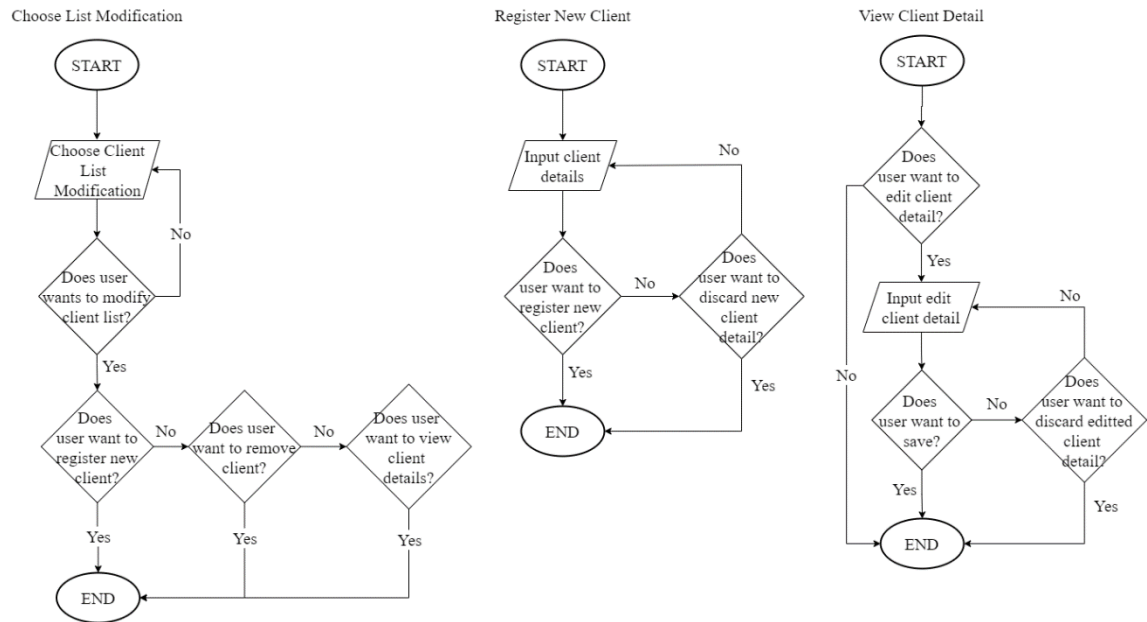 Choose List Modification
START
Choose Client
List
Modification
No
Does user
wants to modify
client list?
Yes
Does
user want to
register new
client?
No
Does user
want to remove
client?
No
Does user
want to view
client
details?
Yes
Yes
Yes
END
Register New Client
START
Input client
details
No
Does
user want to
register new
client?
No
Does
user want to
discard new
client
detail?
Yes
Yes
END
View Client Detail
START
Does
user want to
edit client
detail?
Yes
No
Input edit
client detail
No
Does
user want to
save?
No
Does
user want to
discard editted
client
detail?
Yes
Yes
END